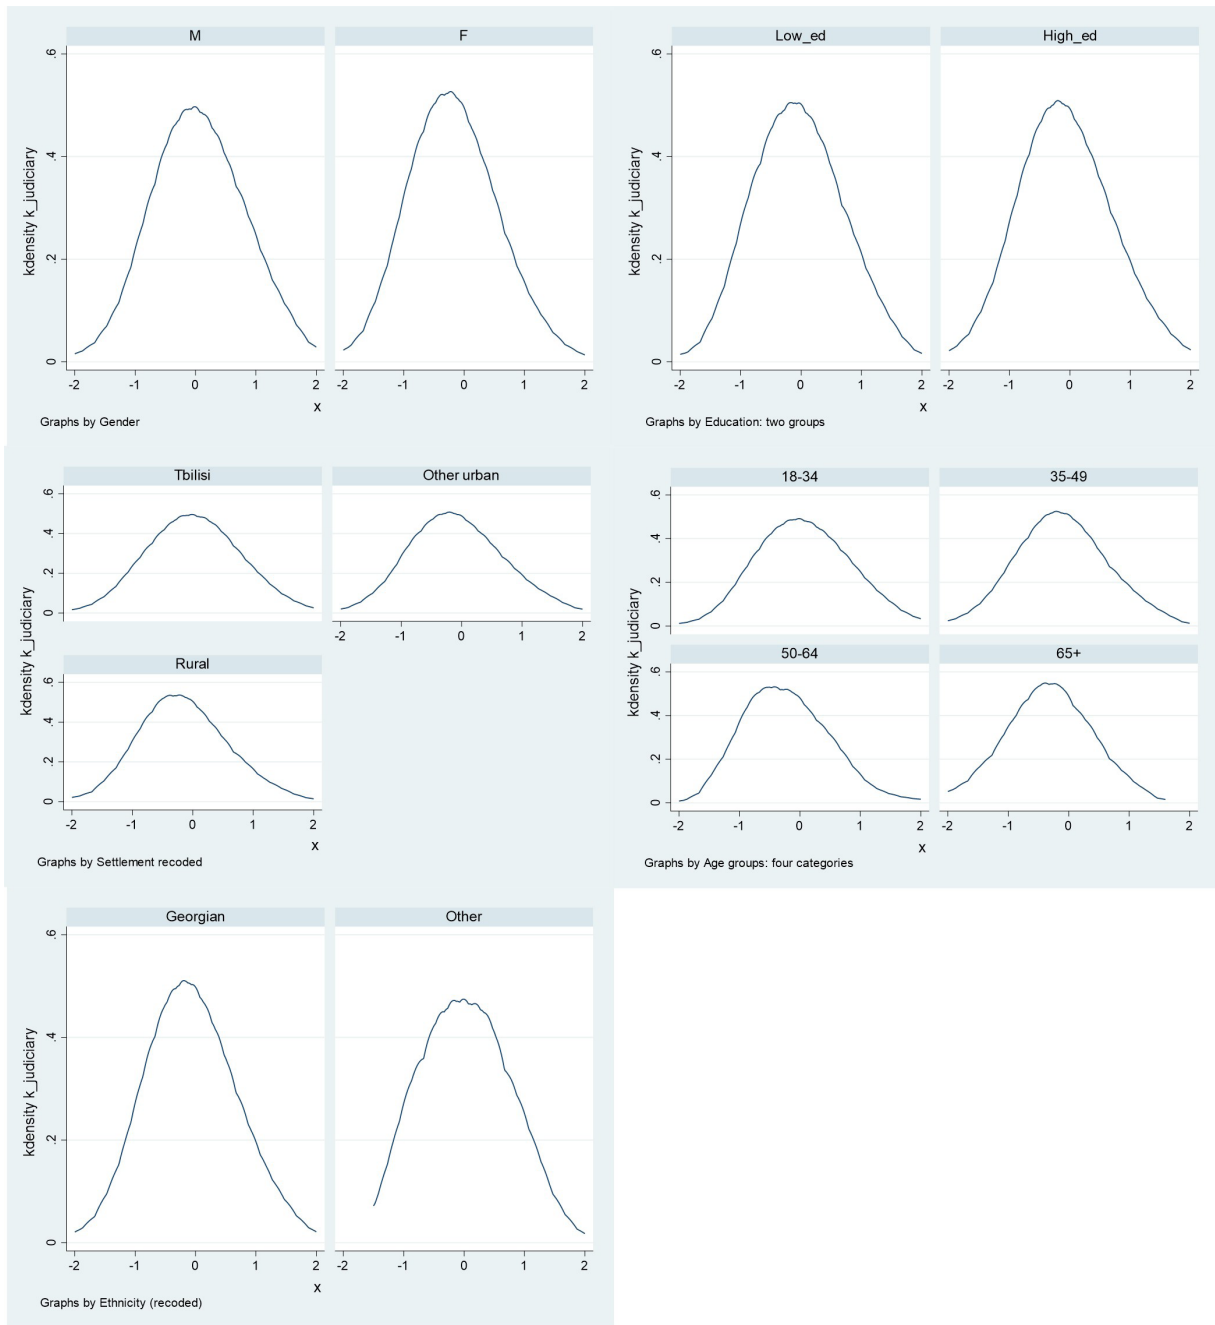 M
F
kdensity k_judiciary
0 .2 .4 .6
-2 -1 0 1 2
-2 -1 0 1 2
x
Graphs by Gender
Low_ed
High_ed
kdensity k_judiciary
0 .2 .4 .6
-2 -1 0 1 2
-2 -1 0 1 2
x
Graphs by Education: two groups
Tbilisi
Other urban
0 .2 .4 .6
-2 -1 0 1 2
Rural
kdensity k_judiciary
0 .2 .4 .6
-2 -1 0 1 2
x
Graphs by Settlement recoded
18-34
35-49
0 .2 .4 .6
50-64
65+
kdensity k_judiciary
0 .2 .4 .6
-2 -1 0 1 2
-2 -1 0 1 2
x
Graphs by Age groups: four categories
Georgian
Other
kdensity k_judiciary
0 .2 .4 .6
-2 -1 0 1 2
-2 -1 0 1 2
x
Graphs by Ethnicity (recoded)